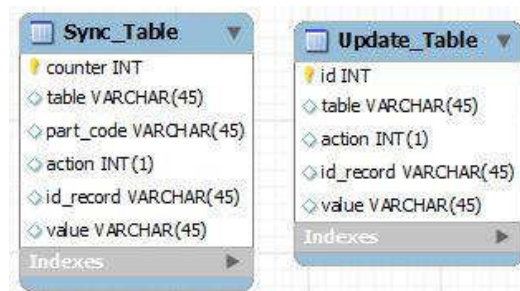 Sync_Table
counter INT
table VARCHAR(45)
part_code VARCHAR(45)
action INT(1)
id_record VARCHAR(45)
value VARCHAR(45)
Indexes
Update_Table
id INT
table VARCHAR(45)
action INT(1)
id_record VARCHAR(45)
value VARCHAR(45)
Indexes